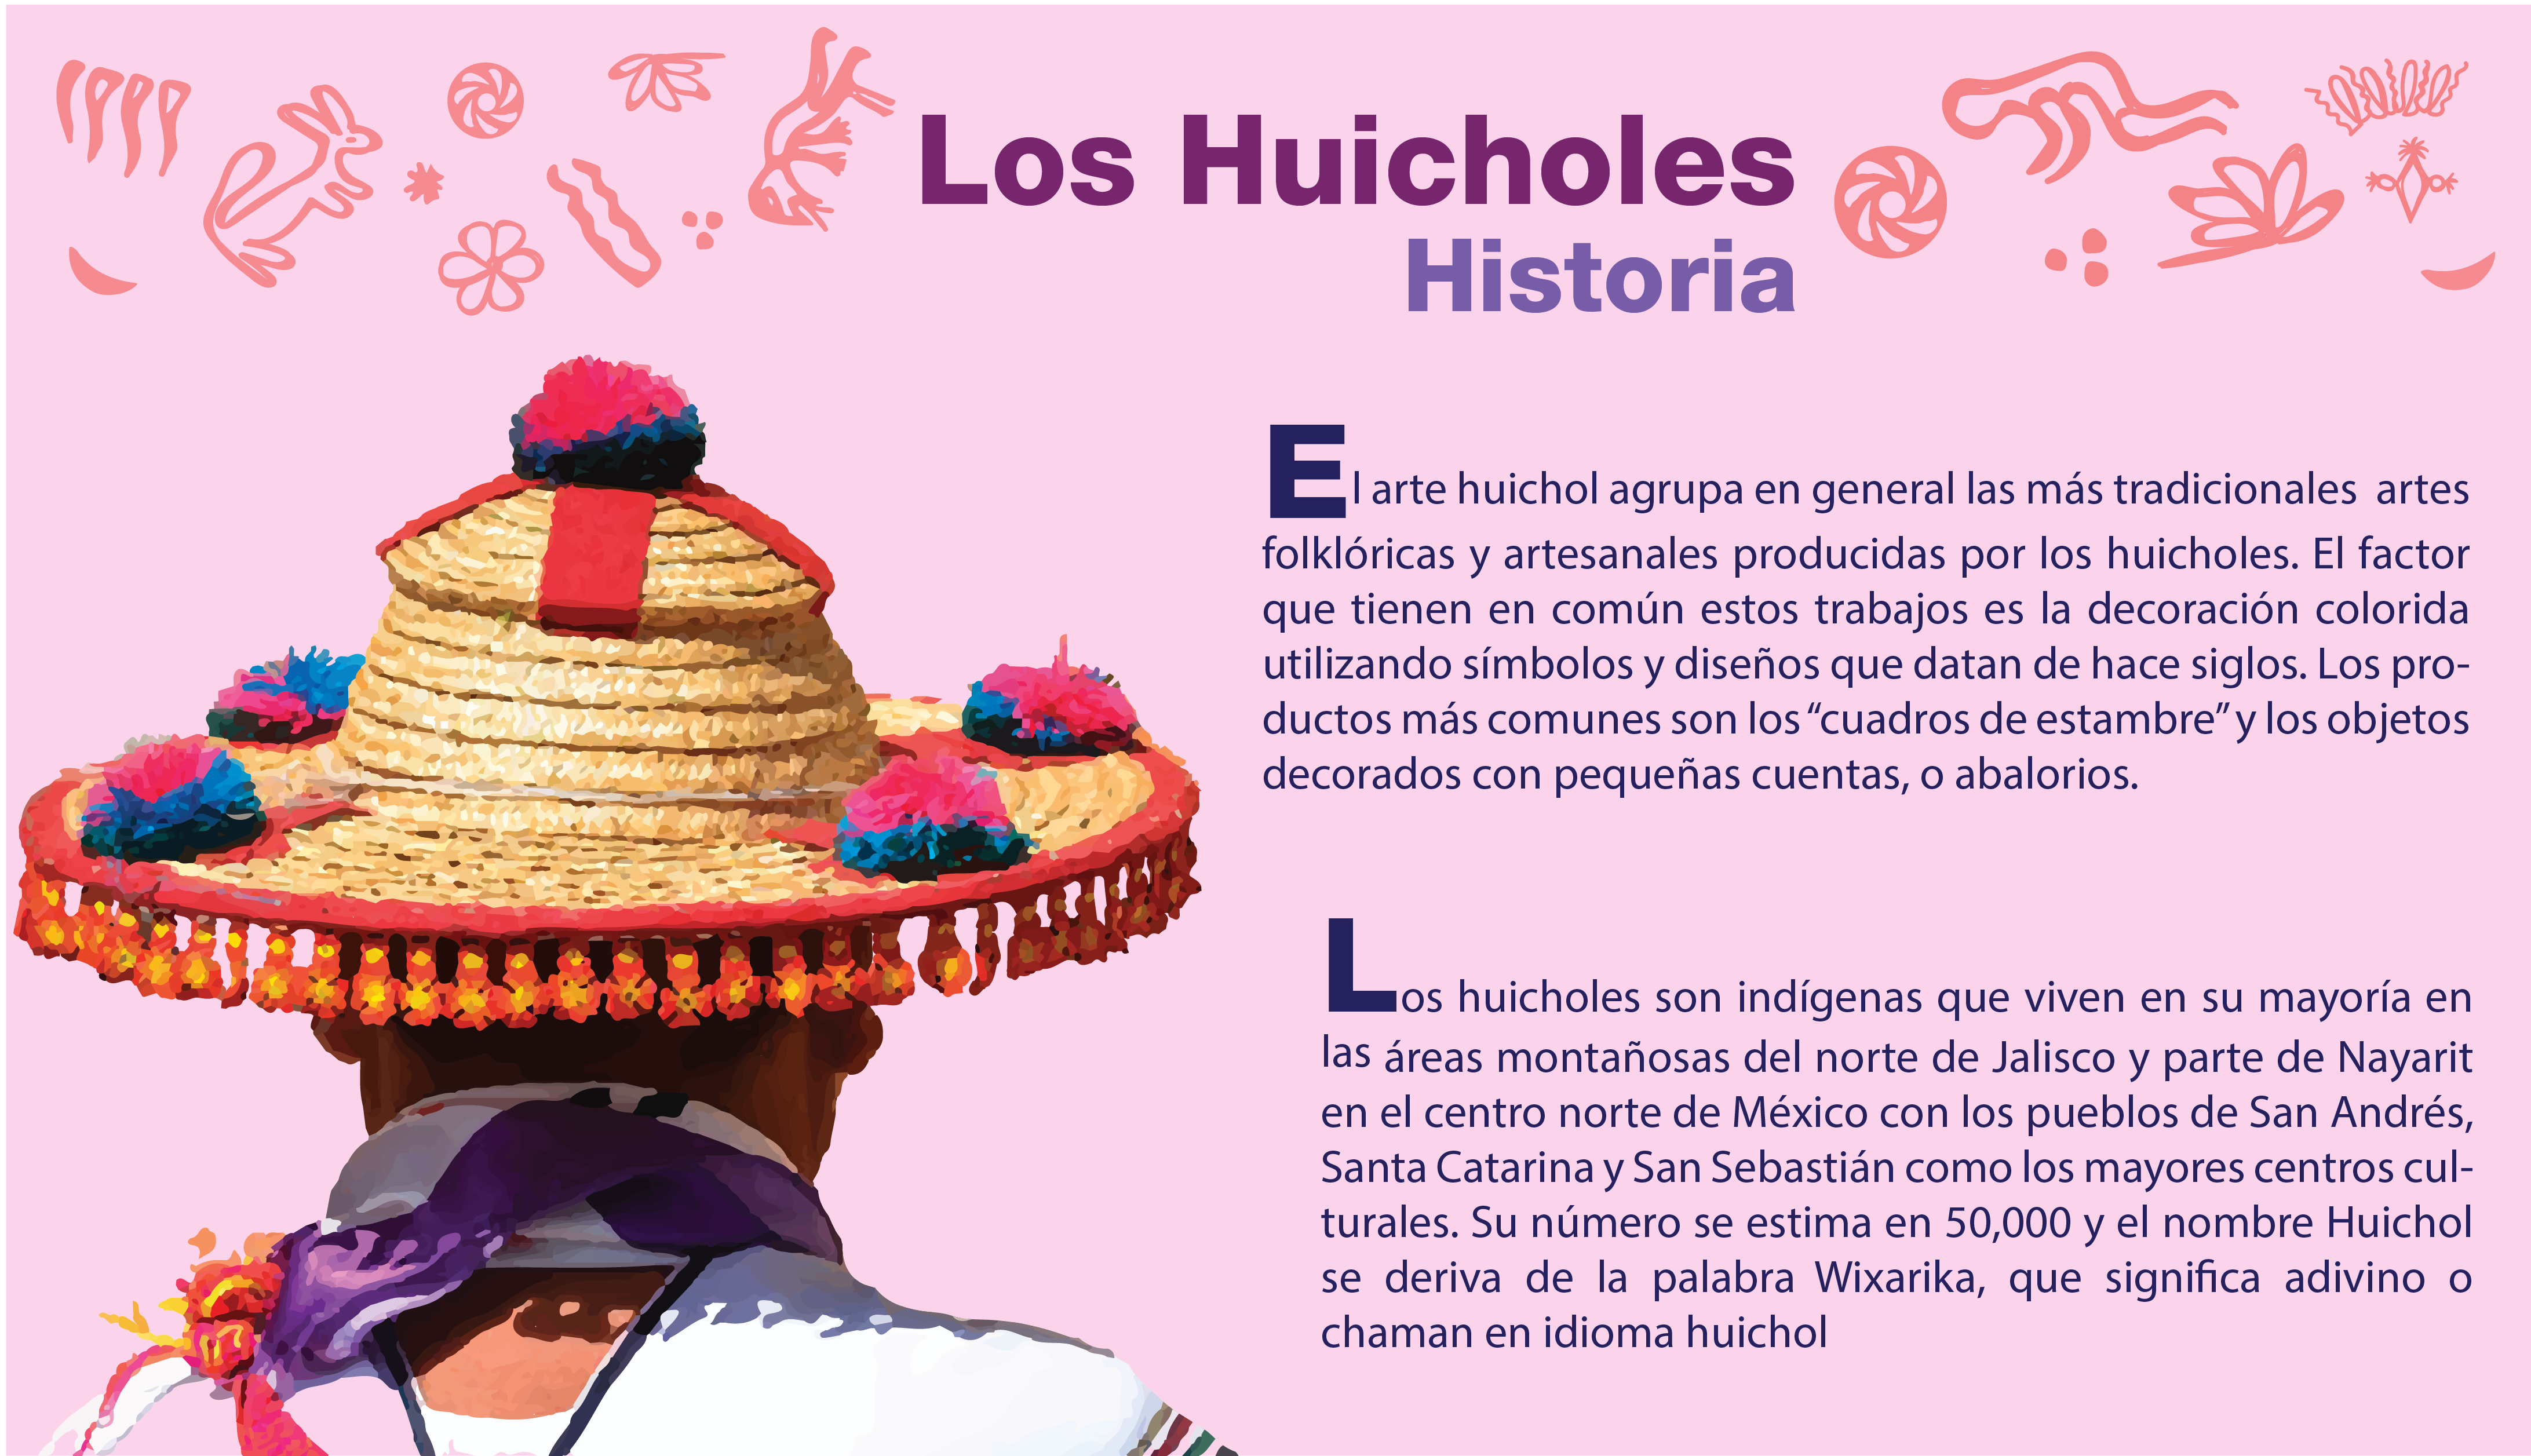 Los Huicholes
Historia
El arte huichol agrupa en general las más tradicionales artes
folklóricas y artesanales producidas por los huicholes. El factor
que tienen en común estos trabajos es la decoración colorida
utilizando símbolos y diseños que datan de hace siglos. Los pro-
ductos más comunes son los “cuadros de estambre” y los objetos
decorados con pequeñas cuentas, o abalorios.
Los huicholes son indígenas que viven en su mayoría en
las áreas montañosas del norte de Jalisco y parte de Nayarit
en el centro norte de México con los pueblos de San Andrés,
Santa Catarina y San Sebastián como los mayores centros cul-
turales. Su número se estima en 50,000 y el nombre Huichol
se deriva de la palabra Wixarika, que significa adivino o
chaman en idioma huichol